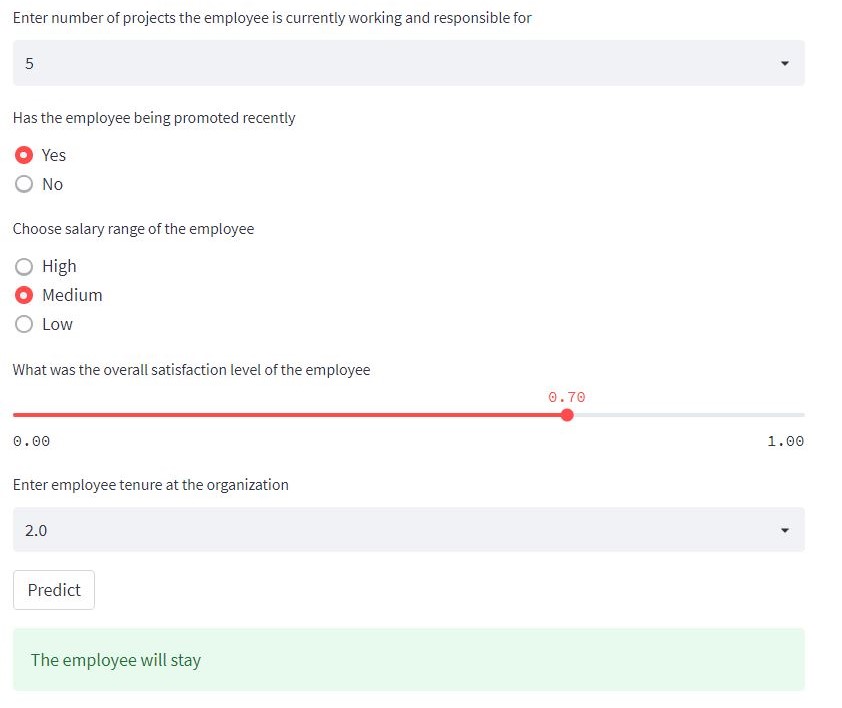 Enter number of projects the employee is currently working and responsible for
5
Has the employee being promoted recently
Yes
No
Choose salary range of the employee
High
Medium
Low
What was the overall satisfaction level of the employee
0.70
0.00 1.00
Enter employee tenure at the organization
2.0
Predict
The employee will stay